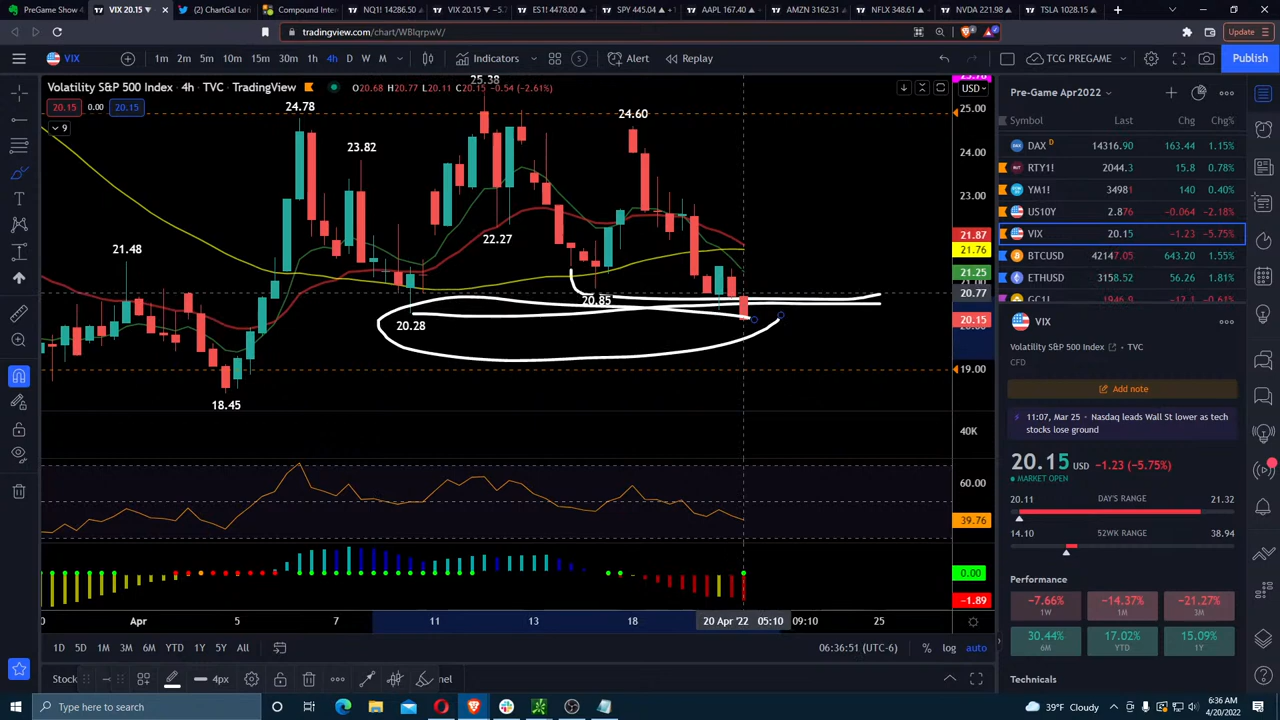 PreGame Show 4
VIX 20.15 ▼
(2) ChartGal Lor
Compound Inter
NQ1! 14286.50
VIX 20.15 ▼ −5
ES1! 4478.00
SPY 445.04
AAPL 167.40
AMZN 3162.31
NFLX 348.61
NVDA 221.98
TSLA 1028.15
tradingview.com/chart/WBlqrpwV/
Update
VIX
1m 2m 5m 10m 15m 30m 1h 4h D W M
Indicators
Alert
Replay
TCG PREGAME
Publish
Volatility S&P 500 Index · 4h · TVC · TradingView
O20.68 H20.77 L20.11 C20.15 −0.54 (−2.61%)
20.15 0.00 20.15
9
USD
25.38
24.78
24.60
23.82
22.27
21.48
20.85
20.28
18.45
25.00
24.00
23.00
21.87
21.76
21.25
20.77
20.15
19.00
40K
60.00
39.76
0.00
−1.89
Apr 5 7 11 13 18 20 Apr '22 05:10 09:10 25
1D 5D 1M 3M 6M YTD 1Y 5Y All
06:36:51 (UTC-6) % log auto
Stock
4px
nel
Pre-Game Apr2022
Symbol Last Chg Chg%
DAX D 14316.90 163.44 1.15%
RTY1! 2044.3 15.8 0.78%
YM1! 34981 140 0.40%
US10Y 2.876 −0.064 −2.18%
VIX 20.15 −1.23 −5.75%
BTCUSD 42147.05 643.20 1.55%
ETHUSD 3158.52 56.26 1.81%
GC1! 1946.9
VIX
Volatility S&P 500 Index · TVC
CFD
Add note
11:07, Mar 25 • Nasdaq leads Wall St lower as tech
stocks lose ground
20.15 USD −1.23 (−5.75%)
MARKET OPEN
20.11 DAY'S RANGE 21.32
14.10 52WK RANGE 38.94
Performance
−7.66% −14.37% −21.27%
1W 1M 3M
30.44% 17.02% 15.09%
6M YTD 1Y
Technicals
Type here to search
39°F Cloudy
6:36 AM
4/20/2022